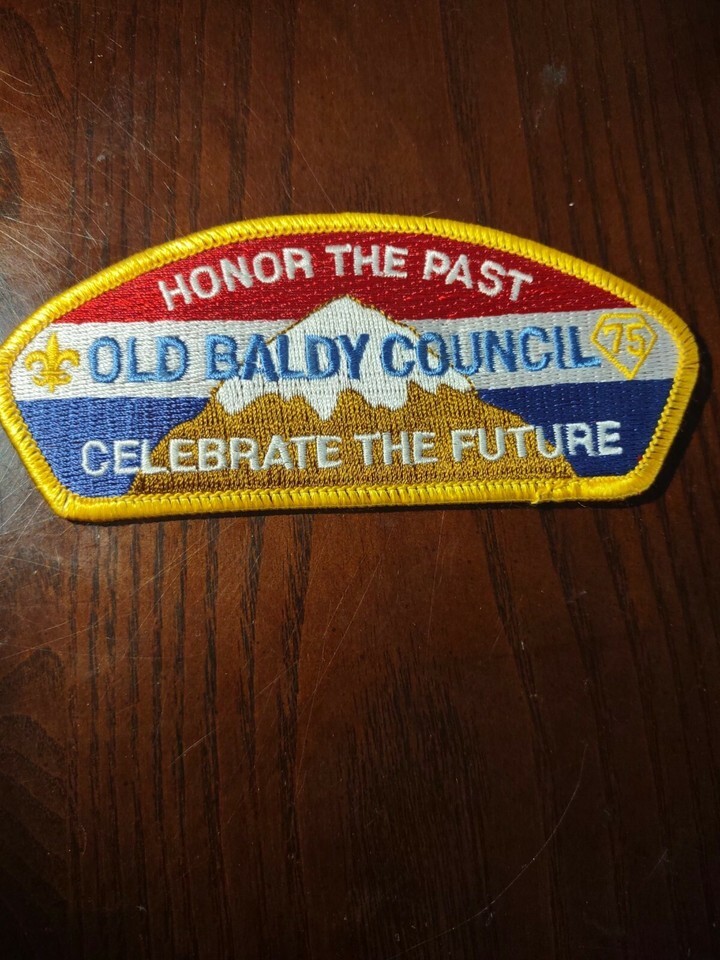 HONOR THE PAST
OLD BALDY COUNCIL 75
CELEBRATE THE FUTURE